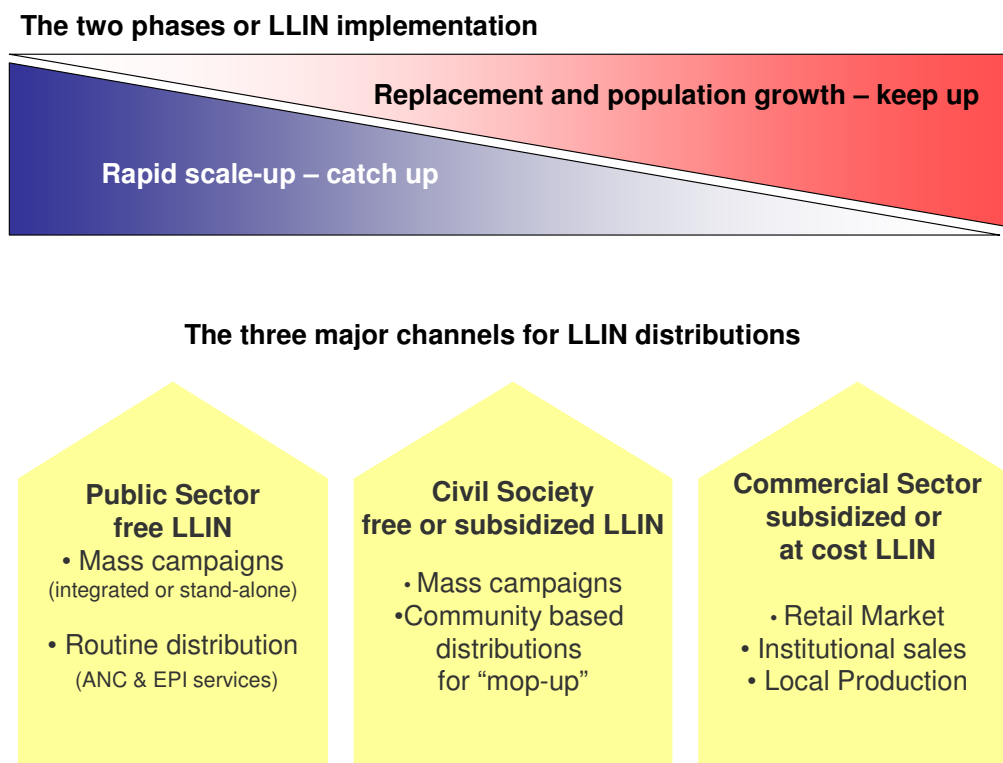 The two phases or LLIN implementation
Replacement and population growth – keep up
Rapid scale-up – catch up
The three major channels for LLIN distributions
Public Sector
free LLIN
• Mass campaigns
(integrated or stand-alone)
• Routine distribution
(ANC & EPI services)
Civil Society
free or subsidized LLIN
• Mass campaigns
•Community based
distributions
for “mop-up”
Commercial Sector
subsidized or
at cost LLIN
• Retail Market
• Institutional sales
• Local Production